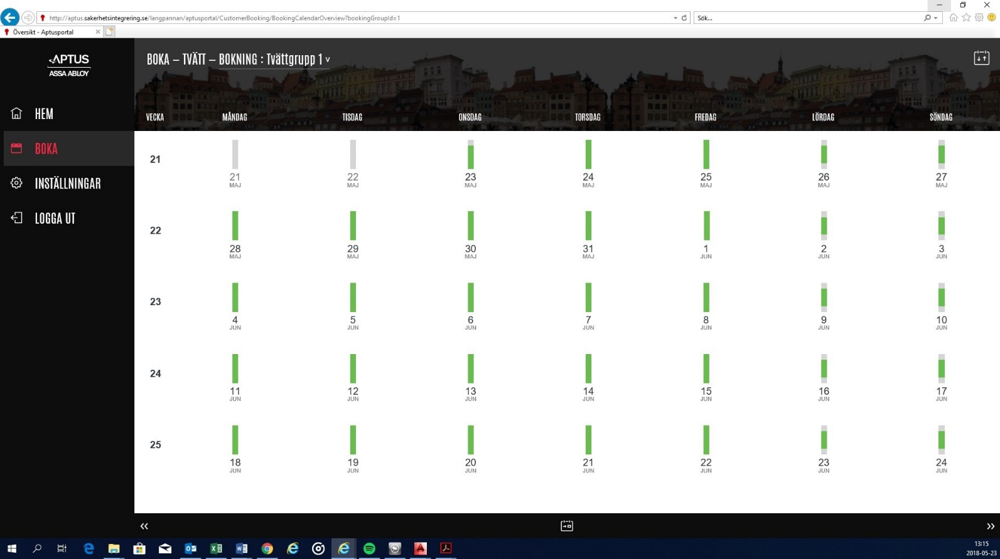 http://aptus.sakerhetsintegrering.se/langpannan/aptusportal/CustomerBooking/BookingCalendarOverview?bookingGroupId=1
Sök...
Översikt - Aptusportal
APTUS
ASSA ABLOY
HEM
BOKA
INSTÄLLNINGAR
LOGGA UT
BOKA – TVÄTT – BOKNING : Tvättgrupp 1
VECKA MÅNDAG TISDAG ONSDAG TORSDAG FREDAG LÖRDAG SÖNDAG
21
21 22 23 24 25 26 27
MAJ MAJ MAJ MAJ MAJ MAJ MAJ
22
28 29 30 31 1 2 3
MAJ MAJ MAJ MAJ JUN JUN JUN
23
4 5 6 7 8 9 10
JUN JUN JUN JUN JUN JUN JUN
24
11 12 13 14 15 16 17
JUN JUN JUN JUN JUN JUN JUN
25
18 19 20 21 22 23 24
JUN JUN JUN JUN JUN JUN JUN
13:15
2018-05-23